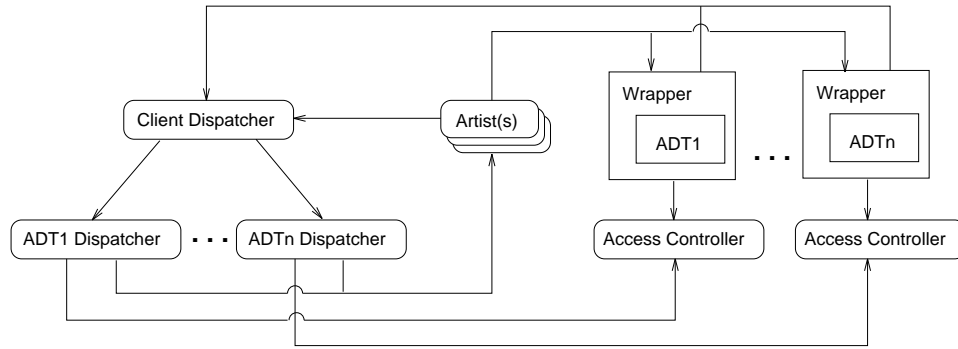 Wrapper
Wrapper
Client Dispatcher
Artist(s)
ADT1
. . .
ADTn
ADT1 Dispatcher
. . .
ADTn Dispatcher
Access Controller
Access Controller